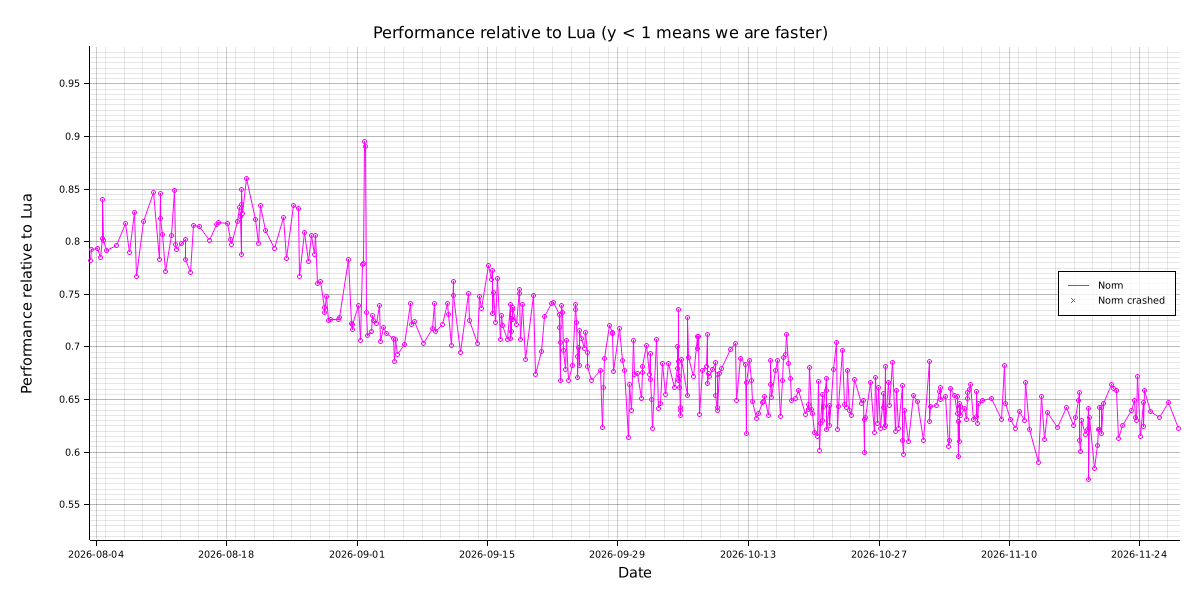 Performance relative to Lua (y < 1 means we are faster)
Performance relative to Lua
0.95
0.9
0.85
0.8
0.75
0.7
0.65
0.6
0.55
Norm
Norm crashed
2026-08-04 2026-08-18 2026-09-01 2026-09-15 2026-09-29 2026-10-13 2026-10-27 2026-11-10 2026-11-24
Date